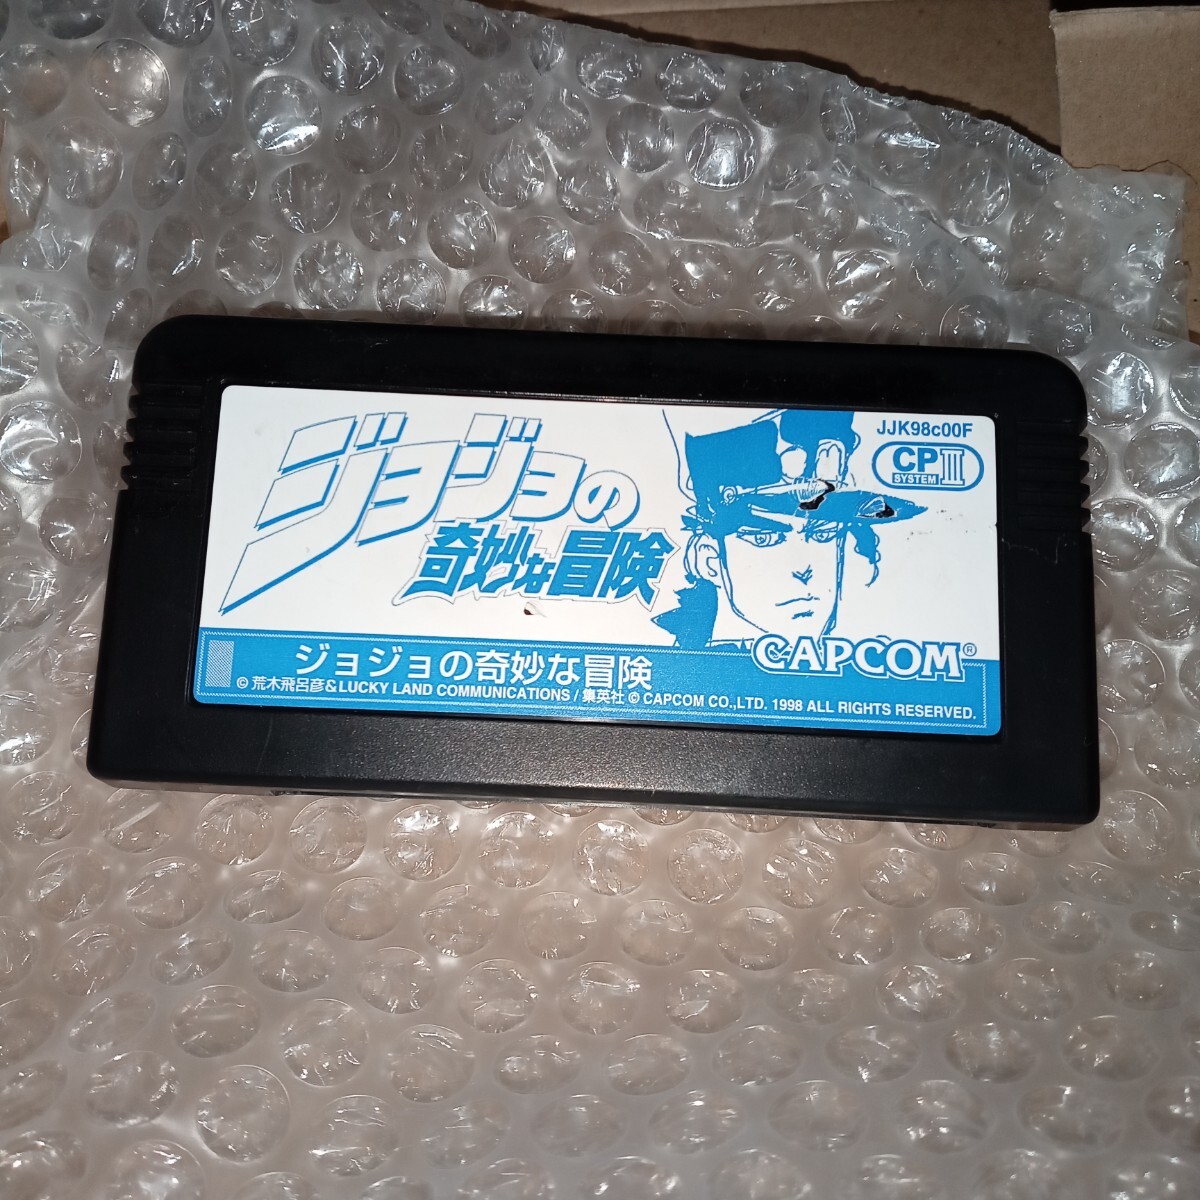 ジョジョの
奇妙な冒険
JJK98c00F
CP III
SYSTEM
CAPCOM®
ジョジョの奇妙な冒険
© 荒木飛呂彦&LUCKY LAND COMMUNICATIONS / 集英社 © CAPCOM CO.,LTD. 1998 ALL RIGHTS RESERVED.